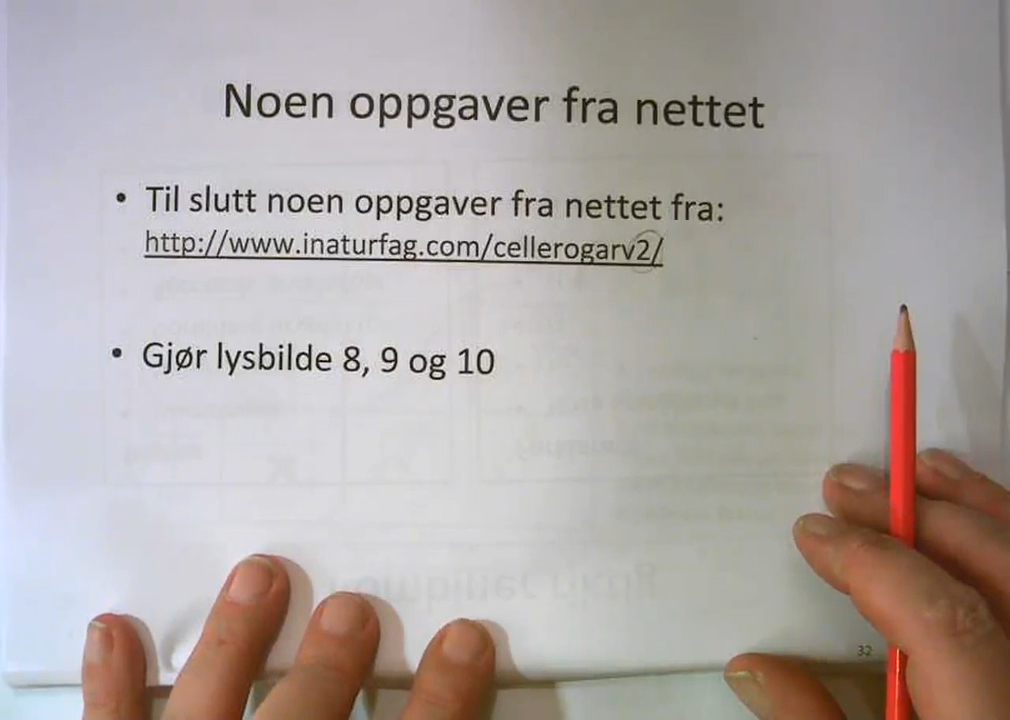 Noen oppgaver fra nettet
• Til slutt noen oppgaver fra nettet fra:
http://www.inaturfag.com/cellerogarv2/
• Gjør lysbilde 8, 9 og 10
32